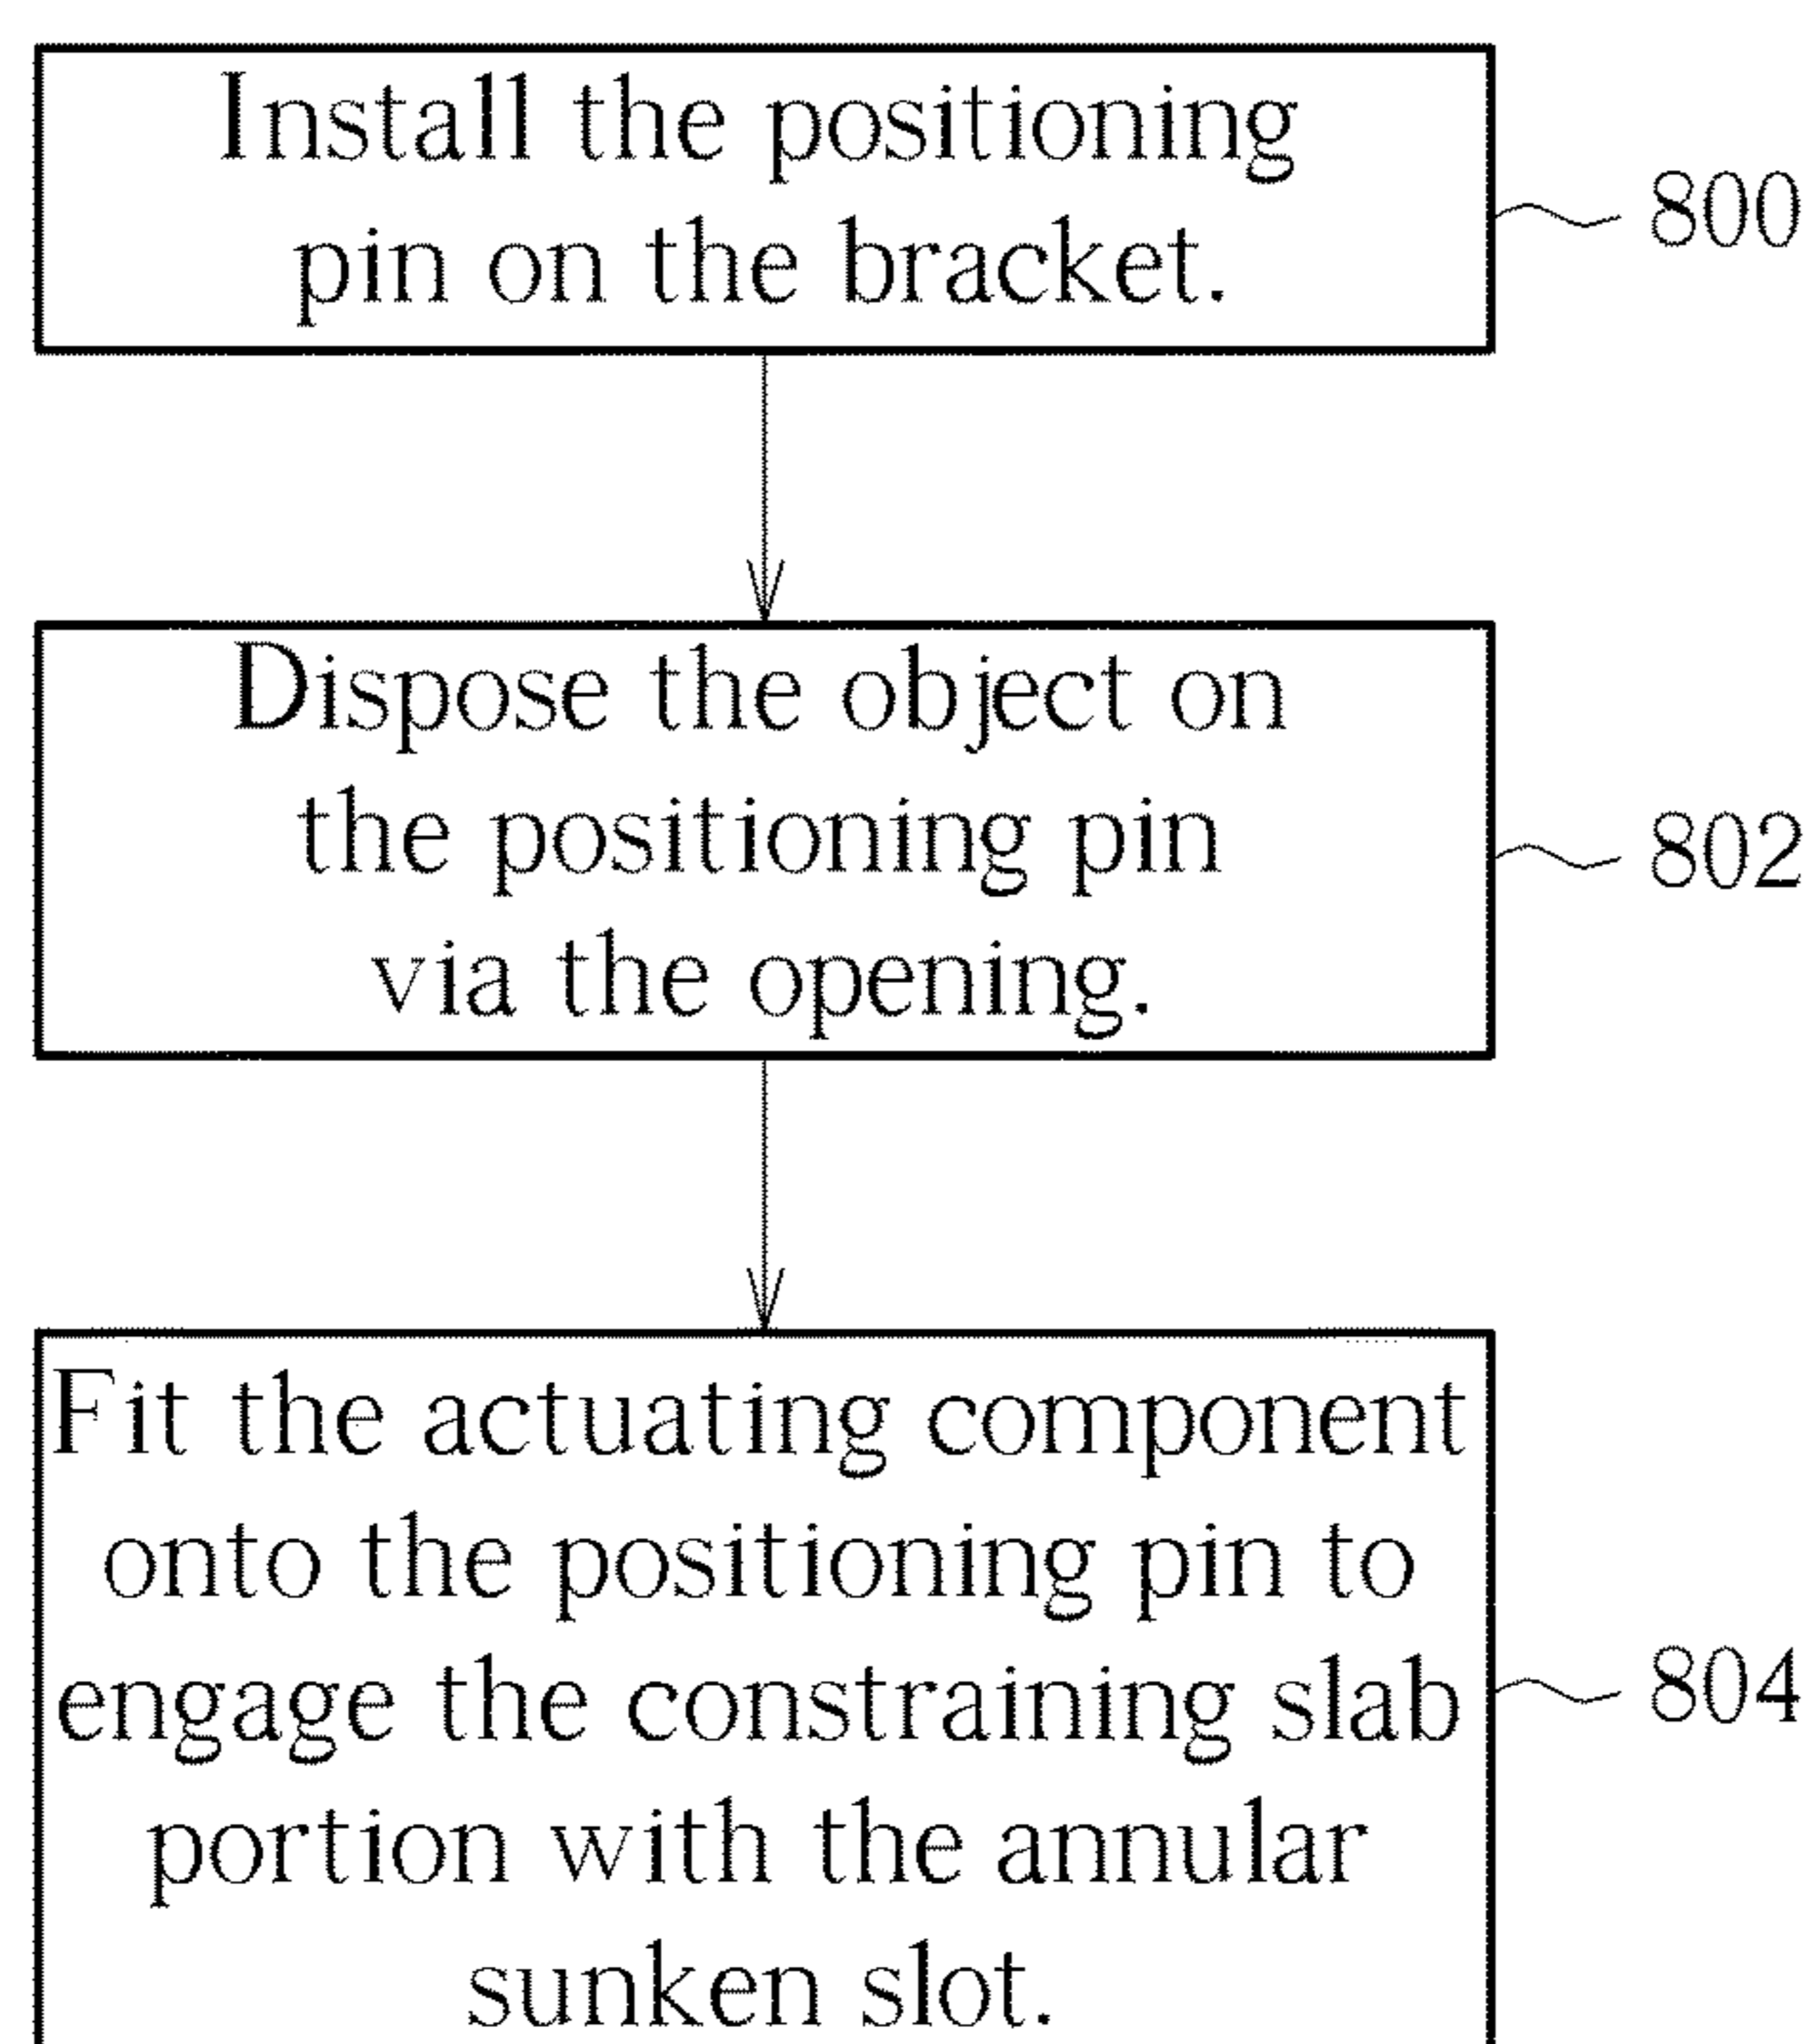 Install the positioning
pin on the bracket.
800
Dispose the object on
the positioning pin
via the opening.
802
Fit the actuating component
onto the positioning pin to
engage the constraining slab
portion with the annular
sunken slot.
804